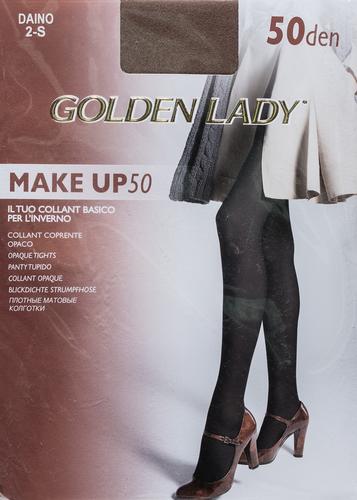 DAINO
2-S
50den
GOLDEN LADY
MAKE UP50
IL TUO COLLANT BASICO
PER L'INVERNO
COLLANT COPRENTE
OPACO
OPAQUE TIGHTS
PANTY TUPIDO
COLLANT OPAQUE
BLICKDICHTE STRUMPFHOSE
ПЛОТНЫЕ МАТОВЫЕ
КОЛГОТКИ